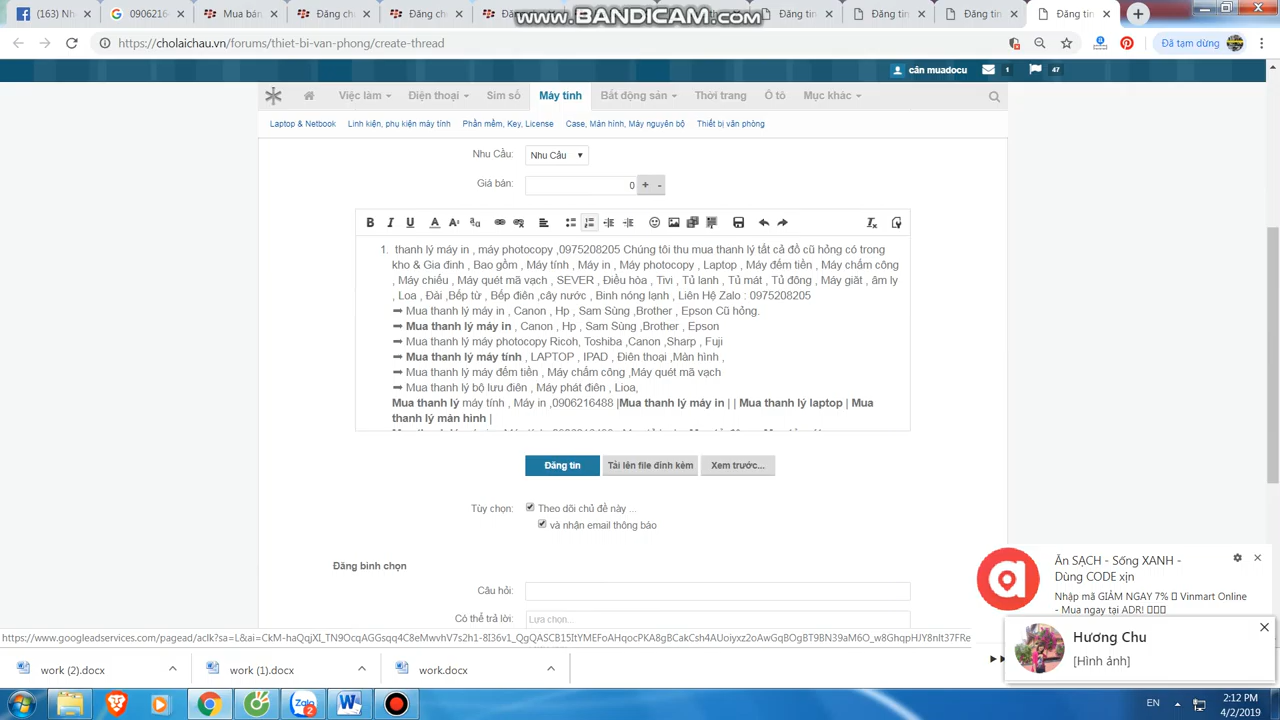 (163) Nh
0906216
Mua bán
Đăng ch
Đăng ch
Đăng tin
Đăng tin
Đăng tin
Đăng tin
www.BANDICAM.com
https://cholaichau.vn/forums/thiet-bi-van-phong/create-thread
Đã tạm dừng
cần muadocu
1
47
Việc làm
Điện thoại
Sim số
Máy tính
Bất động sản
Thời trang
Ô tô
Mục khác
Laptop & Netbook
Linh kiện, phụ kiện máy tính
Phần mềm, Key, License
Case, Màn hình, Máy nguyên bộ
Thiết bị văn phòng
Nhu Cầu: Nhu Cầu
Giá bán: 0 + -
B I U
1. thanh lý máy in , máy photocopy ,0975208205 Chúng tôi thu mua thanh lý tất cả đồ cũ hỏng có trong
kho & Gia đình , Bao gồm , Máy tính , Máy in , Máy photocopy , Laptop , Máy đếm tiền , Máy chấm công
, Máy chiếu , Máy quét mã vạch , SEVER , Điều hòa , Tivi , Tủ lanh , Tủ mát , Tủ đông , Máy giăt , âm ly
, Loa , Đài ,Bếp từ , Bếp điên ,cây nước , Bình nóng lạnh , Liên Hệ Zalo : 0975208205
➡ Mua thanh lý máy in , Canon , Hp , Sam Sùng ,Brother , Epson Cũ hỏng.
➡ Mua thanh lý máy in , Canon , Hp , Sam Sùng ,Brother , Epson
➡ Mua thanh lý máy photocopy Ricoh, Toshiba ,Canon ,Sharp , Fuji
➡ Mua thanh lý máy tính , LAPTOP , IPAD , Điên thoại ,Màn hình ,
➡ Mua thanh lý máy đếm tiền , Máy chấm công ,Máy quét mã vạch
➡ Mua thanh lý bộ lưu điên , Máy phát điên , Lioa,
Mua thanh lý máy tính , Máy in ,0906216488 |Mua thanh lý máy in | | Mua thanh lý laptop | Mua
thanh lý màn hình |
Đăng tin
Tải lên file đính kèm
Xem trước...
Tùy chọn: Theo dõi chủ đề này ...
và nhận email thông báo
Đăng bình chọn
Câu hỏi:
Có thể trả lời: Lựa chọn...
Ăn SẠCH - Sống XANH -
Dùng CODE xịn
Nhập mã GIẢM NGAY 7% Vinmart Online
- Mua ngay tại ADR!
Hương Chu
[Hình ảnh]
work (2).docx
work (1).docx
work.docx
Zalo
2
EN
2:12 PM
4/2/2019